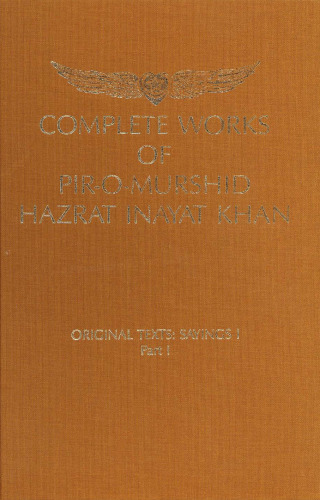 COMPLETE WORKS
OF
PIR-O-MURSHID
HAZRAT INAYAT KHAN
ORIGINAL TEXTS: SAYINGS I
Part I